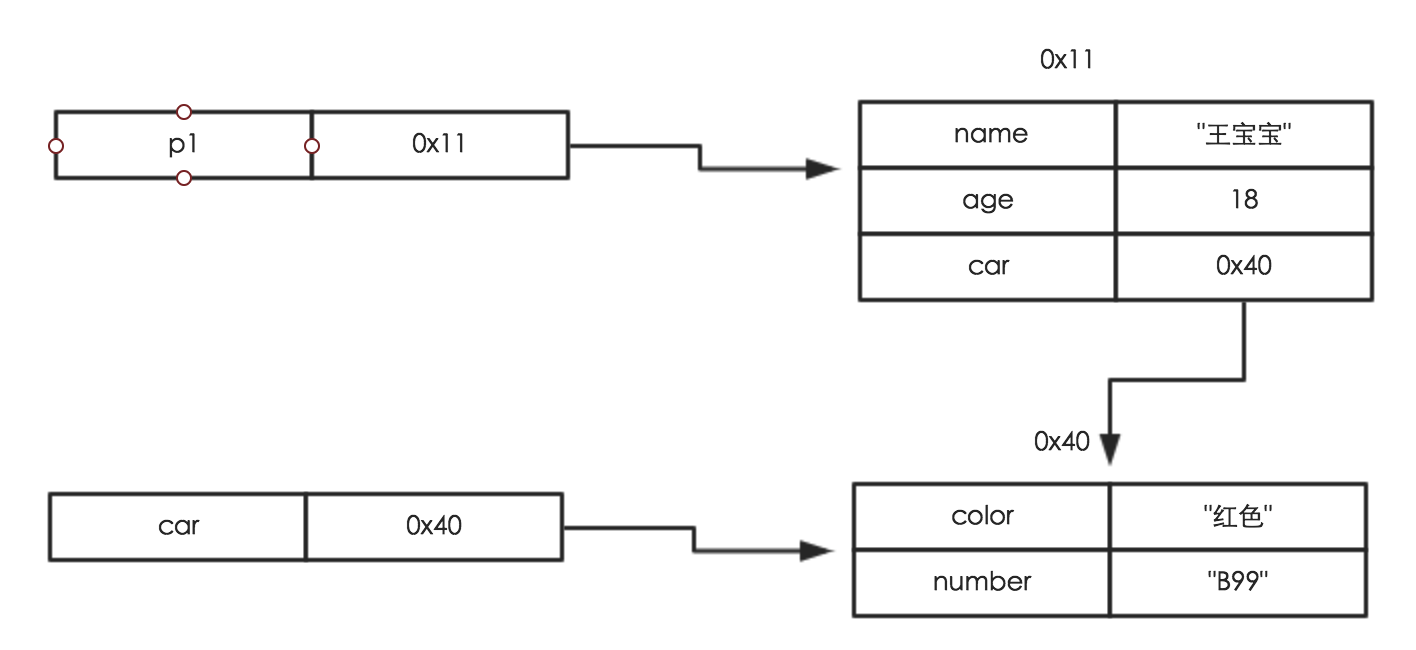 0x11
p1 0x11
name "王宝宝"
age 18
car 0x40
0x40
car 0x40
color "红色"
number "B99"